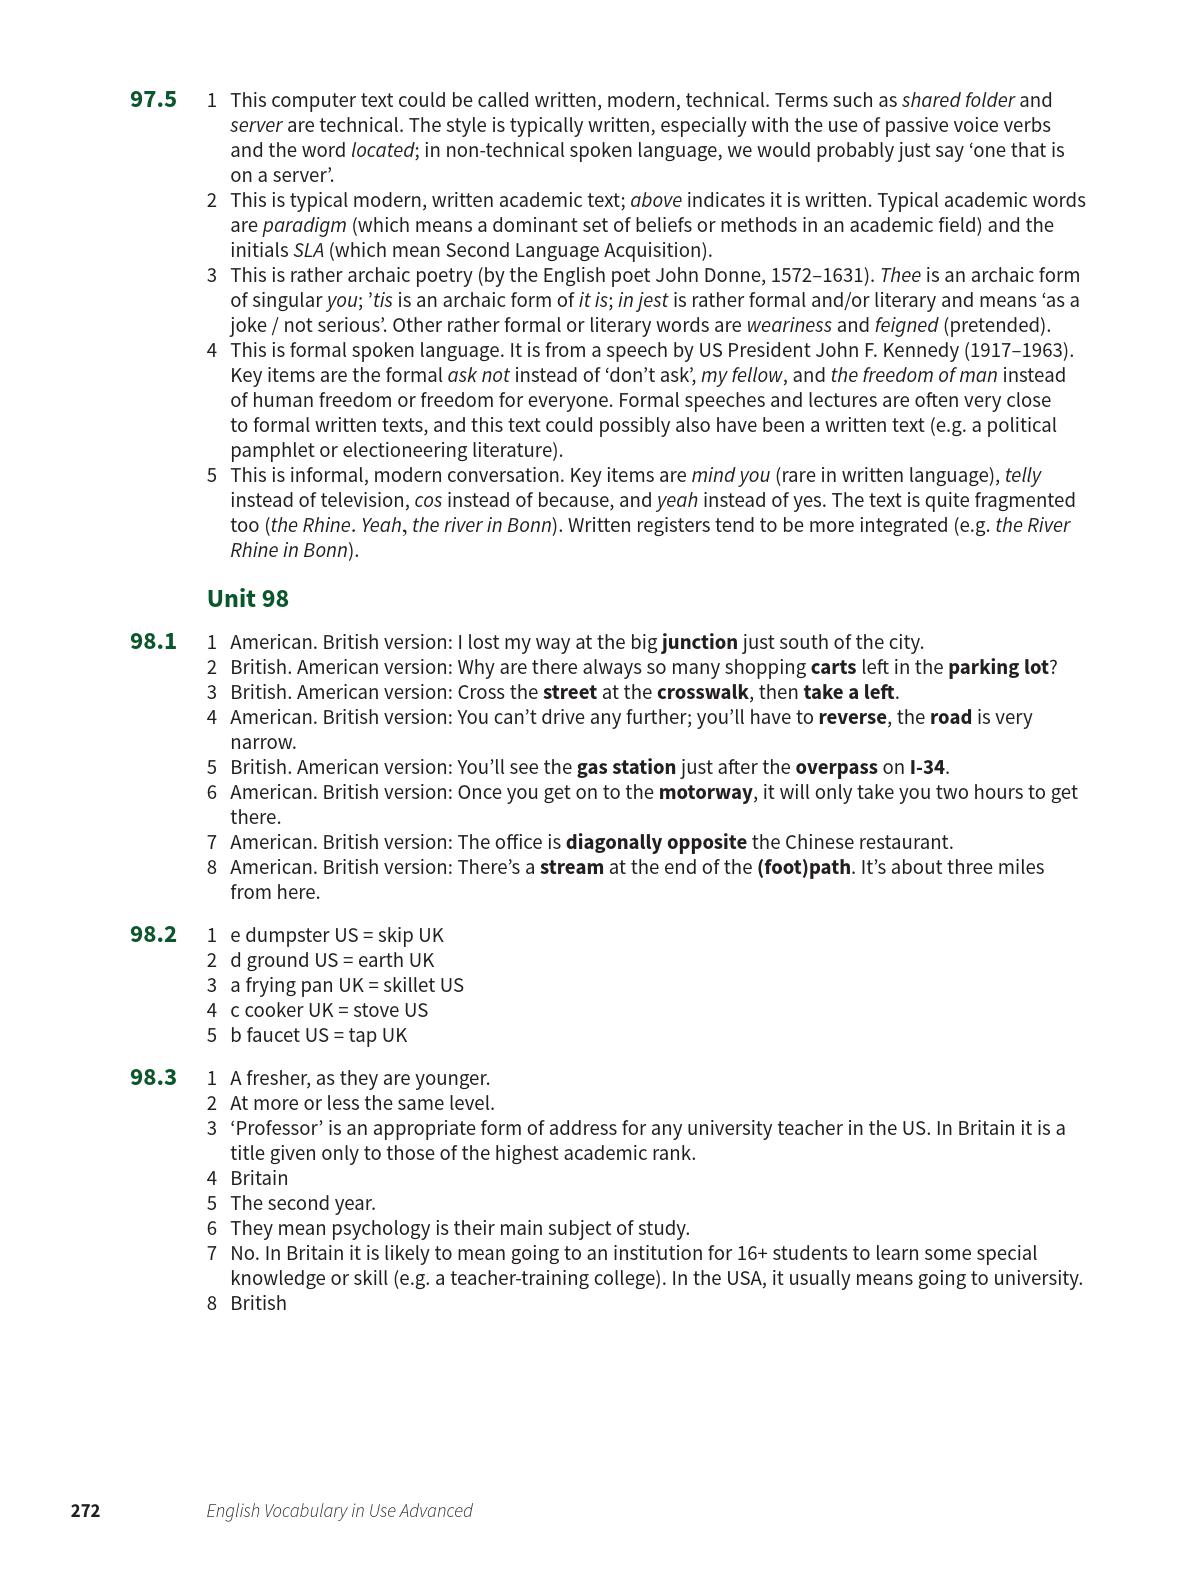 97.5 1 This computer text could be called written, modern, technical. Terms such as shared folder and
server are technical. The style is typically written, especially with the use of passive voice verbs
and the word located; in non-technical spoken language, we would probably just say ‘one that is
on a server’.
2 This is typical modern, written academic text; above indicates it is written. Typical academic words
are paradigm (which means a dominant set of beliefs or methods in an academic field) and the
initials SLA (which mean Second Language Acquisition).
3 This is rather archaic poetry (by the English poet John Donne, 1572–1631). Thee is an archaic form
of singular you; ’tis is an archaic form of it is; in jest is rather formal and/or literary and means ‘as a
joke / not serious’. Other rather formal or literary words are weariness and feigned (pretended).
4 This is formal spoken language. It is from a speech by US President John F. Kennedy (1917–1963).
Key items are the formal ask not instead of ‘don’t ask’, my fellow, and the freedom of man instead
of human freedom or freedom for everyone. Formal speeches and lectures are often very close
to formal written texts, and this text could possibly also have been a written text (e.g. a political
pamphlet or electioneering literature).
5 This is informal, modern conversation. Key items are mind you (rare in written language), telly
instead of television, cos instead of because, and yeah instead of yes. The text is quite fragmented
too (the Rhine. Yeah, the river in Bonn). Written registers tend to be more integrated (e.g. the River
Rhine in Bonn).
Unit 98
98.1 1 American. British version: I lost my way at the big junction just south of the city.
2 British. American version: Why are there always so many shopping carts left in the parking lot?
3 British. American version: Cross the street at the crosswalk, then take a left.
4 American. British version: You can’t drive any further; you’ll have to reverse, the road is very
narrow.
5 British. American version: You’ll see the gas station just after the overpass on I-34.
6 American. British version: Once you get on to the motorway, it will only take you two hours to get
there.
7 American. British version: The office is diagonally opposite the Chinese restaurant.
8 American. British version: There’s a stream at the end of the (foot)path. It’s about three miles
from here.
98.2 1 e dumpster US = skip UK
2 d ground US = earth UK
3 a frying pan UK = skillet US
4 c cooker UK = stove US
5 b faucet US = tap UK
98.3 1 A fresher, as they are younger.
2 At more or less the same level.
3 ‘Professor’ is an appropriate form of address for any university teacher in the US. In Britain it is a
title given only to those of the highest academic rank.
4 Britain
5 The second year.
6 They mean psychology is their main subject of study.
7 No. In Britain it is likely to mean going to an institution for 16+ students to learn some special
knowledge or skill (e.g. a teacher-training college). In the USA, it usually means going to university.
8 British
272 English Vocabulary in Use Advanced